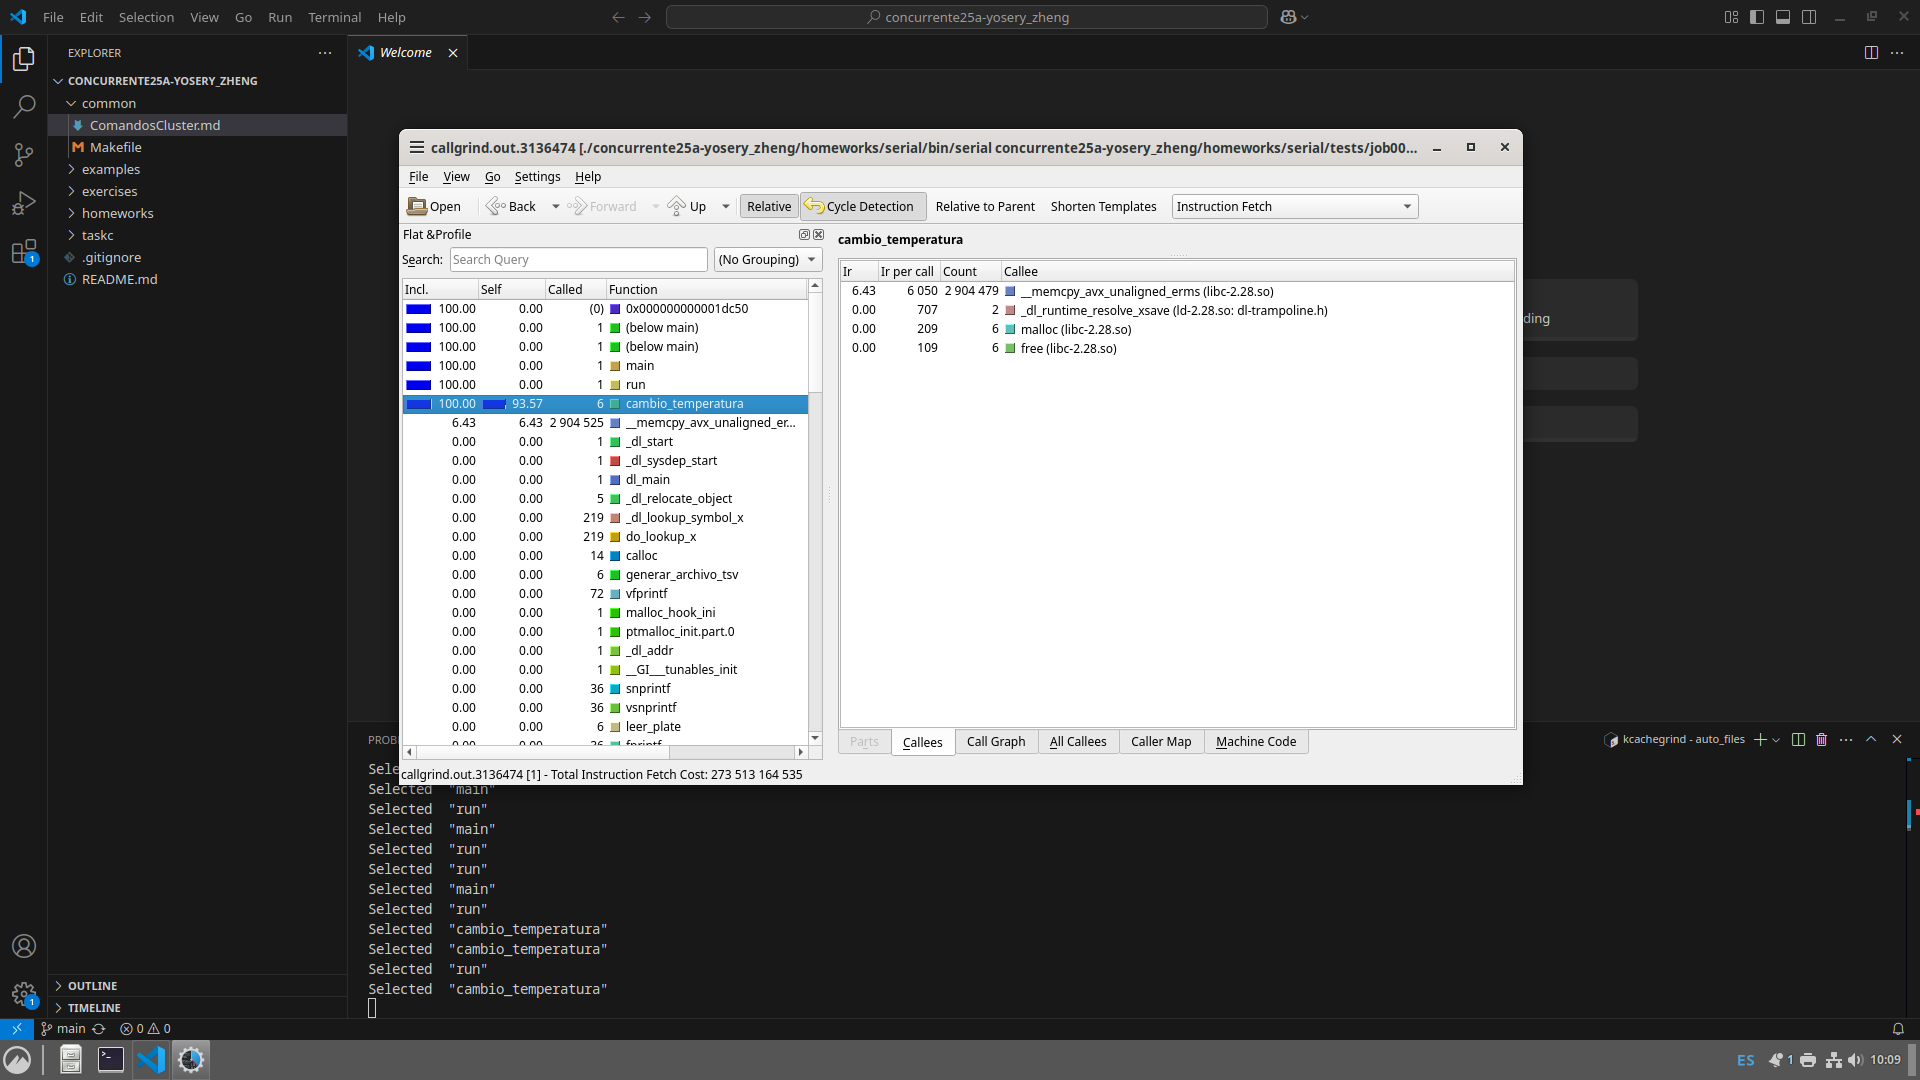 File Edit Selection View Go Run Terminal Help
concurrente25a-yosery_zheng
EXPLORER
CONCURRENTE25A-YOSERY_ZHENG
common
ComandosCluster.md
Makefile
examples
exercises
homeworks
taskc
.gitignore
README.md
OUTLINE
TIMELINE
Welcome
callgrind.out.3136474 [./concurrente25a-yosery_zheng/homeworks/serial/bin/serial concurrente25a-yosery_zheng/homeworks/serial/tests/job00...
File View Go Settings Help
Open Back Forward Up Relative Cycle Detection Relative to Parent Shorten Templates Instruction Fetch
Flat &Profile
Search: Search Query (No Grouping)
Incl. Self Called Function
100.00 0.00 (0) 0x000000000001dc50
100.00 0.00 1 (below main)
100.00 0.00 1 (below main)
100.00 0.00 1 main
100.00 0.00 1 run
100.00 93.57 6 cambio_temperatura
6.43 6.43 2 904 525 __memcpy_avx_unaligned_er...
0.00 0.00 1 _dl_start
0.00 0.00 1 _dl_sysdep_start
0.00 0.00 1 dl_main
0.00 0.00 5 _dl_relocate_object
0.00 0.00 219 _dl_lookup_symbol_x
0.00 0.00 219 do_lookup_x
0.00 0.00 14 calloc
0.00 0.00 6 generar_archivo_tsv
0.00 0.00 72 vfprintf
0.00 0.00 1 malloc_hook_ini
0.00 0.00 1 ptmalloc_init.part.0
0.00 0.00 1 _dl_addr
0.00 0.00 1 __GI___tunables_init
0.00 0.00 36 snprintf
0.00 0.00 36 vsnprintf
0.00 0.00 6 leer_plate
0.00 0.00 36 fprintf
cambio_temperatura
Ir Ir per call Count Callee
6.43 6 050 2 904 479 __memcpy_avx_unaligned_erms (libc-2.28.so)
0.00 707 2 _dl_runtime_resolve_xsave (ld-2.28.so: dl-trampoline.h)
0.00 209 6 malloc (libc-2.28.so)
0.00 109 6 free (libc-2.28.so)
Parts Callees Call Graph All Callees Caller Map Machine Code
callgrind.out.3136474 [1] - Total Instruction Fetch Cost: 273 513 164 535
ding
PROB
kcachegrind - auto_files
Sele
Selected "main"
Selected "run"
Selected "main"
Selected "run"
Selected "run"
Selected "main"
Selected "run"
Selected "cambio_temperatura"
Selected "cambio_temperatura"
Selected "run"
Selected "cambio_temperatura"
main 0 0
1
1
ES 1 10:09